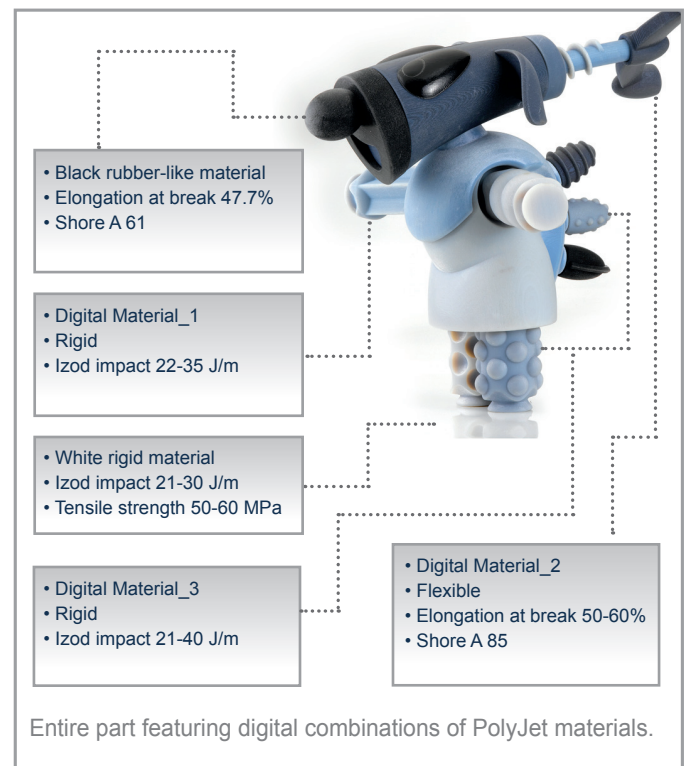 • Black rubber-like material
• Elongation at break 47.7%
• Shore A 61
• Digital Material_1
• Rigid
• Izod impact 22-35 J/m
• White rigid material
• Izod impact 21-30 J/m
• Tensile strength 50-60 MPa
• Digital Material_3
• Rigid
• Izod impact 21-40 J/m
• Digital Material_2
• Flexible
• Elongation at break 50-60%
• Shore A 85
Entire part featuring digital combinations of PolyJet materials.